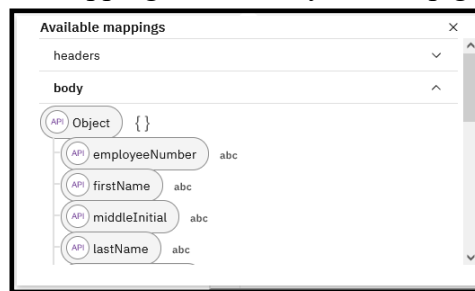 Available mappings ×
headers
body
API Object { }
API employeeNumber abc
API firstName abc
API middleInitial abc
API lastName abc